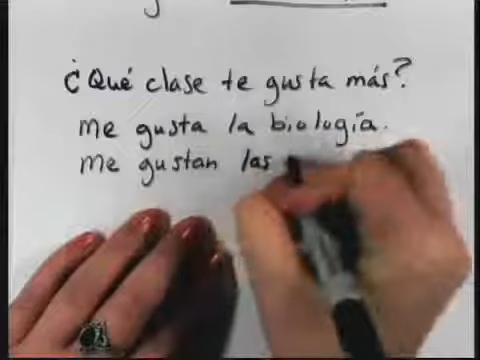 ¿Qué clase te gusta más?
me gusta la biología.
me gustan las